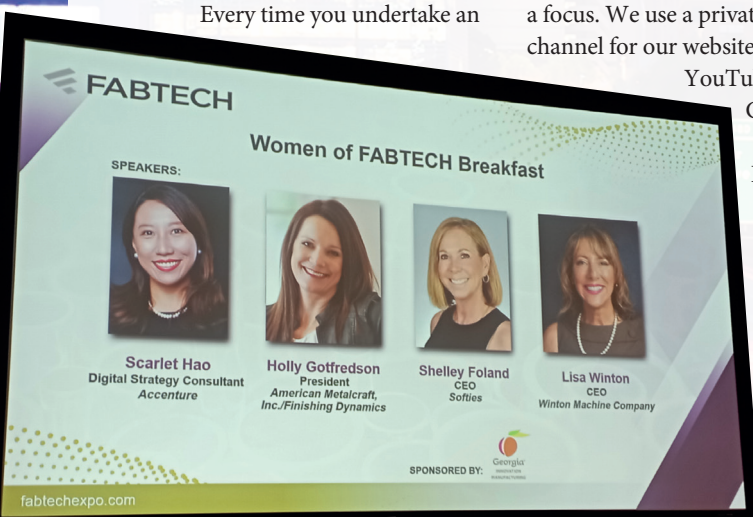 Every time you undertake an
a focus. We use a privat
channel for our website
YouTu
FABTECH
Women of FABTECH Breakfast
SPEAKERS:
Scarlet Hao
Digital Strategy Consultant
Accenture
Holly Gotfredson
President
American Metalcraft,
Inc./Finishing Dynamics
Shelley Foland
CEO
Softies
Lisa Winton
CEO
Winton Machine Company
SPONSORED BY:
Georgia
INNOVATION
MANUFACTURING
fabtechexpo.com